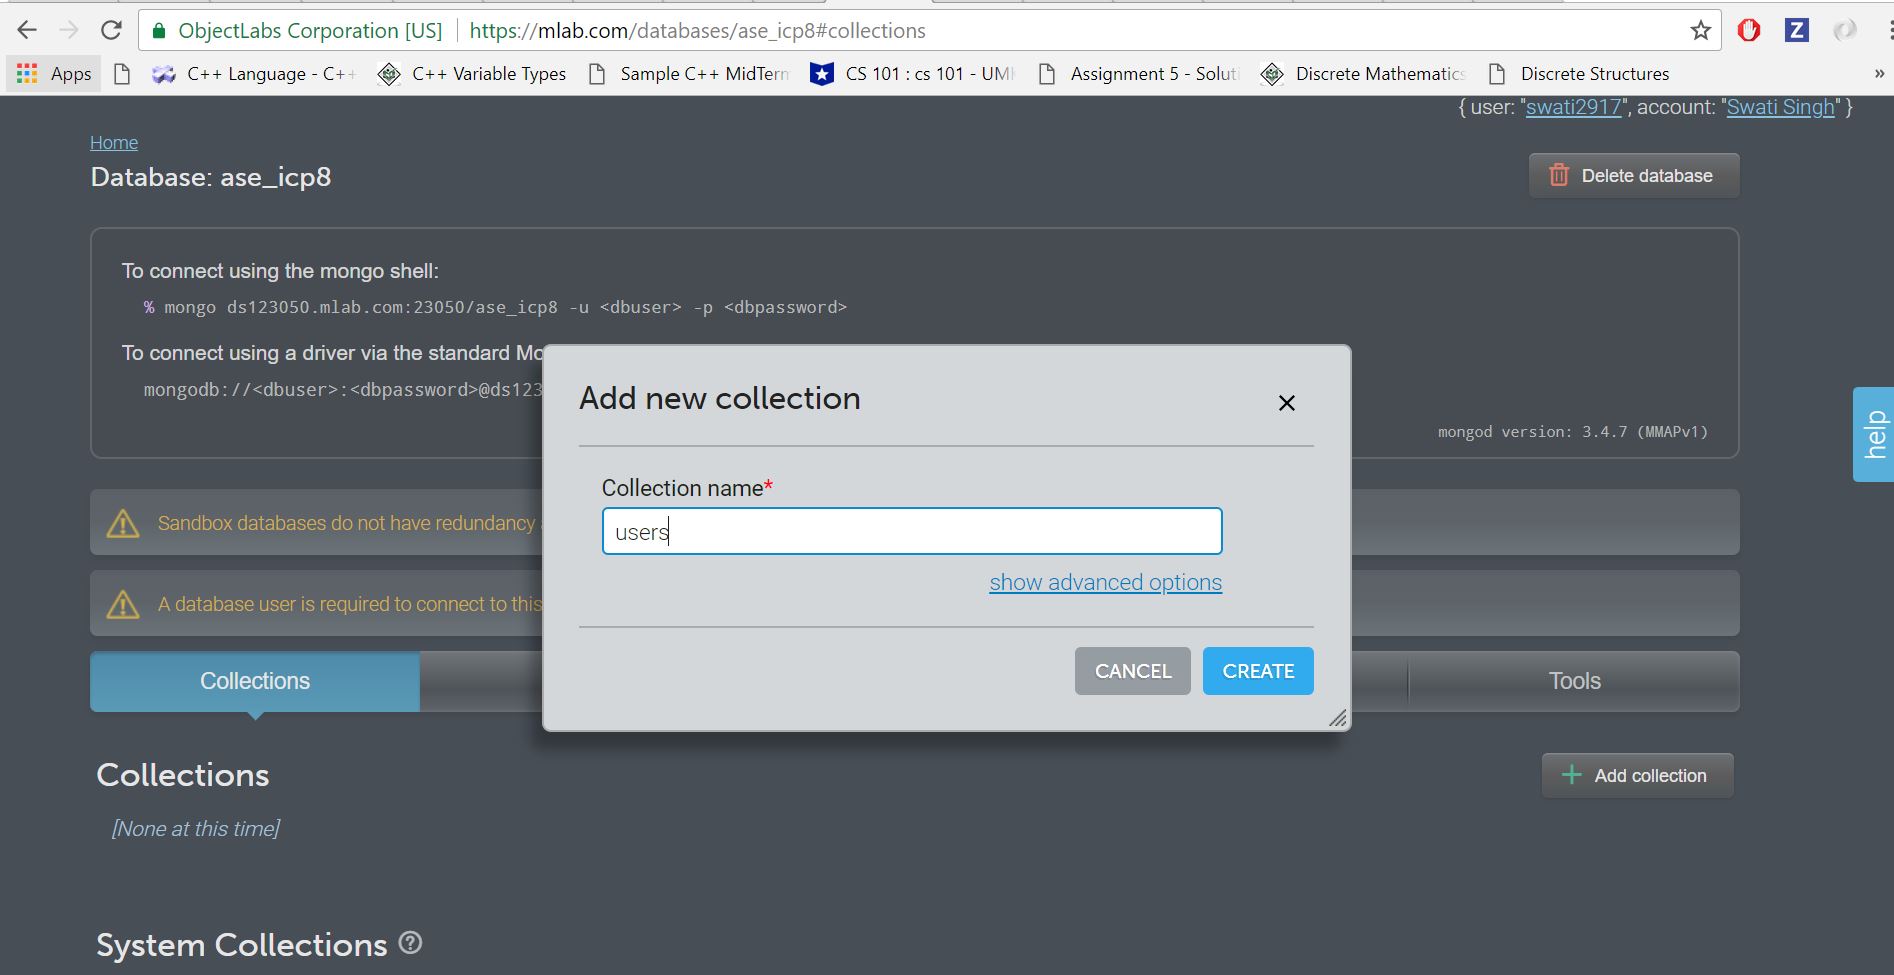 ObjectLabs Corporation [US] https://mlab.com/databases/ase_icp8#collections
Apps C++ Language - C++ C++ Variable Types Sample C++ MidTerm CS 101 : cs 101 - UM Assignment 5 - Soluti Discrete Mathematics Discrete Structures »
{ user: "swati2917", account: "Swati Singh" }
Home
Database: ase_icp8
Delete database
To connect using the mongo shell:
% mongo ds123050.mlab.com:23050/ase_icp8 -u <dbuser> -p <dbpassword>
To connect using a driver via the standard Mo
mongodb://<dbuser>:<dbpassword>@ds123
mongod version: 3.4.7 (MMAPv1)
help
Add new collection
×
Collection name*
users
show advanced options
CANCEL CREATE
Sandbox databases do not have redundancy
A database user is required to connect to this
Collections Tools
Collections
Add collection
[None at this time]
System Collections ?